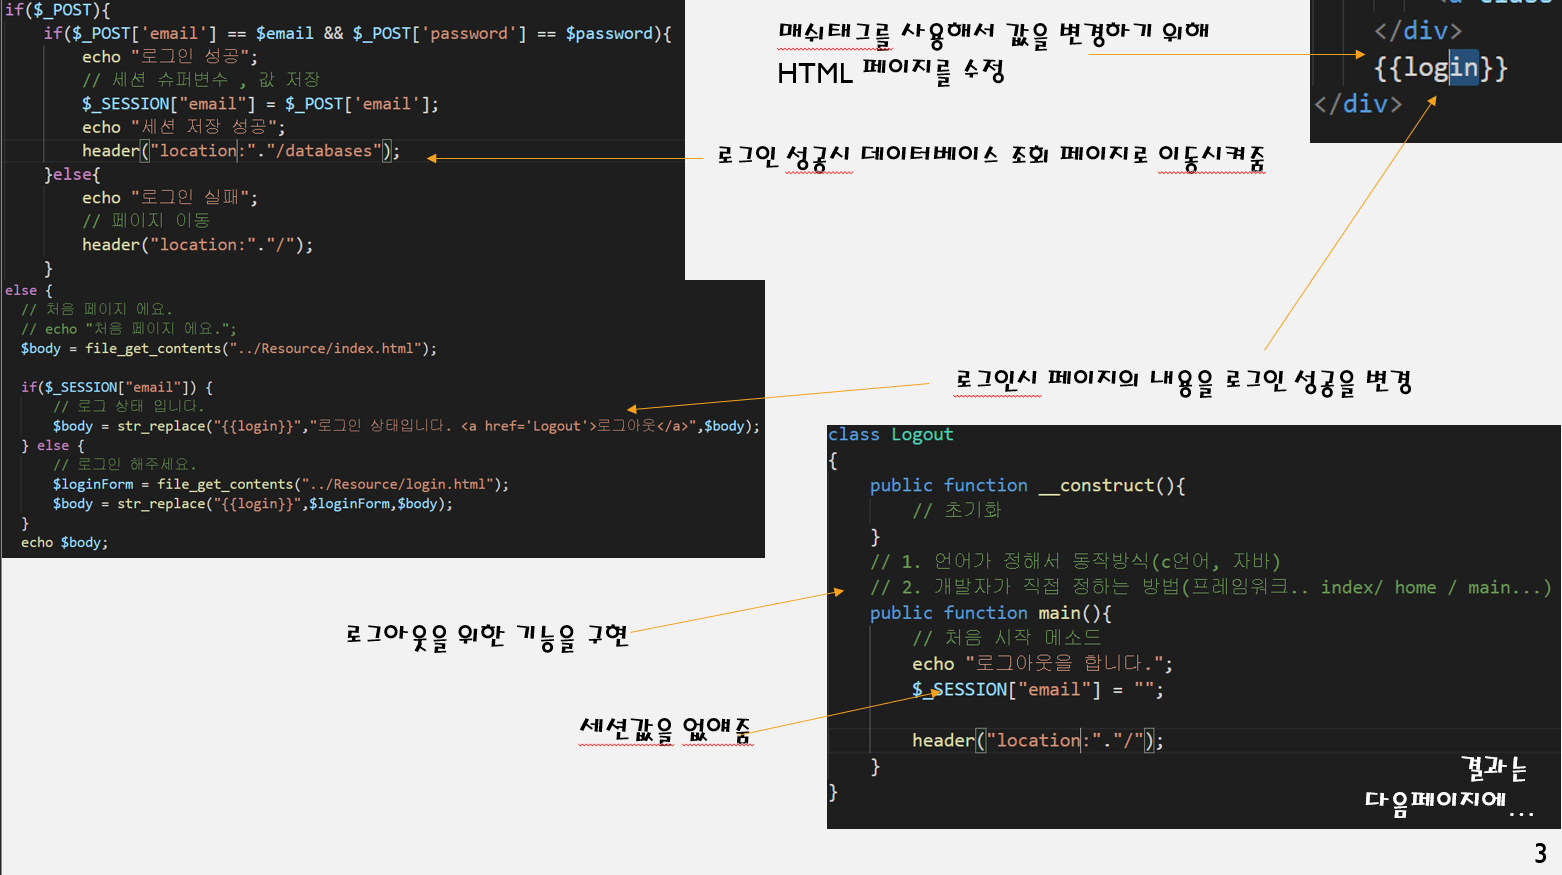 if($_POST){
if($_POST['email'] == $email && $_POST['password'] == $password){
echo "로그인 성공";
// 세션 슈퍼변수 , 값 저장
$_SESSION["email"] = $_POST['email'];
echo "세션 저장 성공";
header("location:"."/databases");
}else{
echo "로그인 실패";
// 페이지 이동
header("location:"."/");
}
else {
// 처음 페이지 에요.
// echo "처음 페이지 에요.";
$body = file_get_contents("../Resource/index.html");
if($_SESSION["email"]) {
// 로그 상태 입니다.
$body = str_replace("{{login}}","로그인 상태입니다. <a href='Logout'>로그아웃</a>",$body);
} else {
// 로그인 해주세요.
$loginForm = file_get_contents("../Resource/login.html");
$body = str_replace("{{login}}",$loginForm,$body);
}
echo $body;
매쉬태그를 사용해서 값을 변경하기 위해
HTML 페이지를 수정
</div>
{{login}}
</div>
로그인 성공시 데이터베이스 조회 페이지로 이동시켜줌
로그인시 페이지의 내용을 로그인 성공을 변경
class Logout
{
public function __construct(){
// 초기화
}
// 1. 언어가 정해서 동작방식(c언어, 자바)
// 2. 개발자가 직접 정하는 방법(프레임워크.. index/ home / main...)
public function main(){
// 처음 시작 메소드
echo "로그아웃을 합니다.";
$_SESSION["email"] = "";
header("location:"."/");
}
}
로그아웃을 위한 기능을 구현
세션값을 없얘줌
결과는
다음페이지에...
3